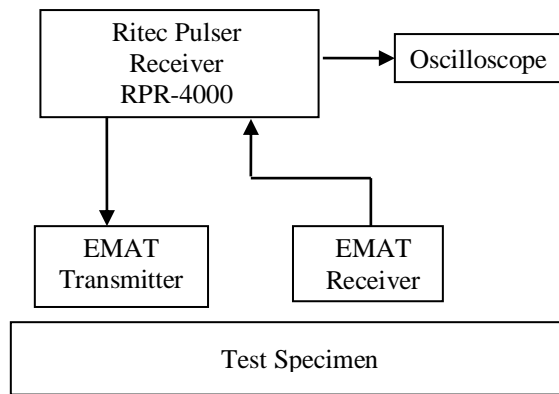 Ritec Pulser
Receiver
RPR-4000
Oscilloscope
EMAT
Transmitter
EMAT
Receiver
Test Specimen